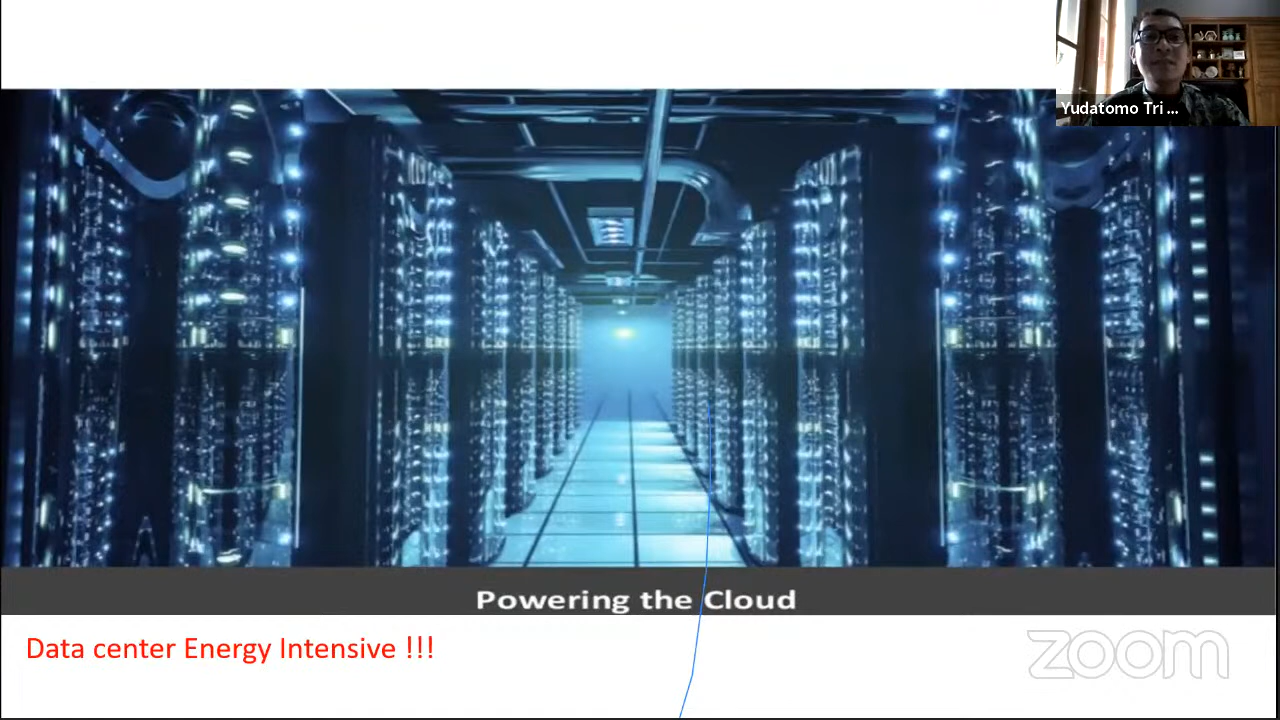 Yudatomo Tri ...
Powering the Cloud
Data center Energy Intensive !!!
zoom